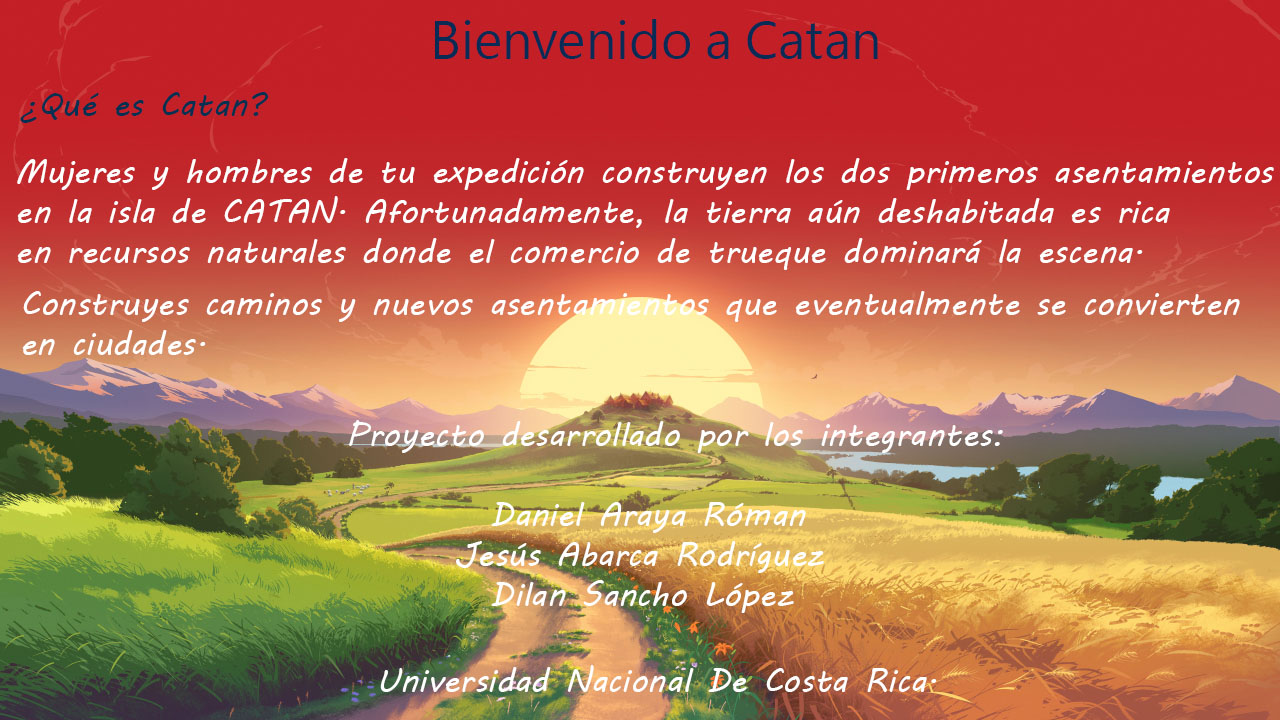 Bienvenido a Catan
¿Qué es Catan?
Mujeres y hombres de tu expedición construyen los dos primeros asentamientos
en la isla de CATAN. Afortunadamente, la tierra aún deshabitada es rica
en recursos naturales donde el comercio de trueque dominará la escena.
Construyes caminos y nuevos asentamientos que eventualmente se convierten
en ciudades.
Proyecto desarrollado por los integrantes:
Daniel Araya Róman
Jesús Abarca Rodríguez
Dilan Sancho López
Universidad Nacional De Costa Rica.